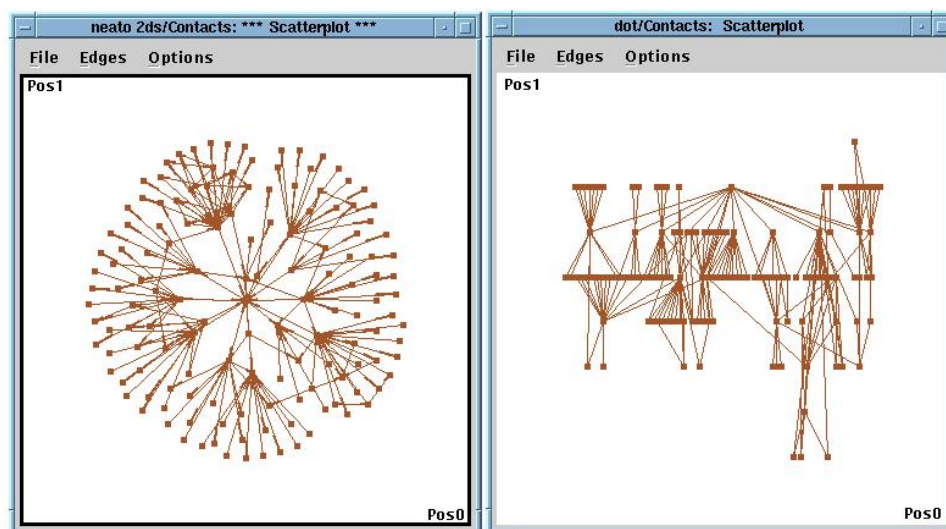 neato 2ds/Contacts: *** Scatterplot ***
File Edges Options
Pos1
Pos0
dot/Contacts: Scatterplot
File Edges Options
Pos1
Pos0